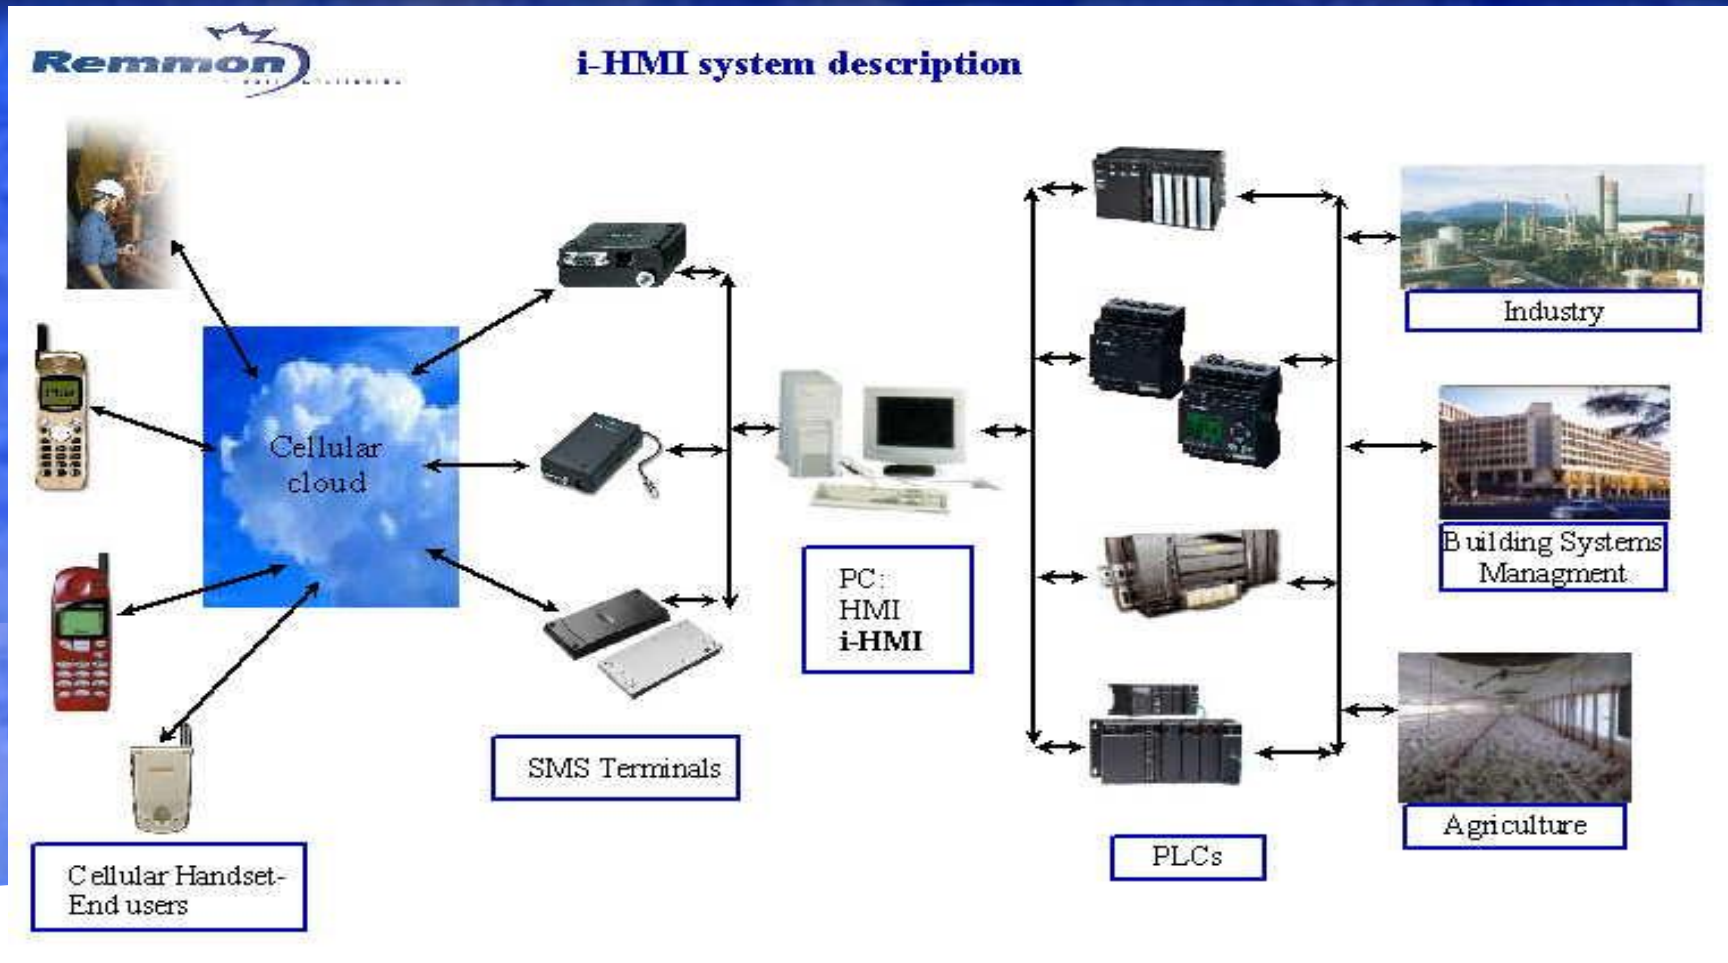 Remmon
i-HMI system description
Cellular
cloud
Industry
Building Systems
Managment
PC:
HMI
i-HMI
SMS Terminals
Agriculture
PLCs
Cellular Handset-
End users